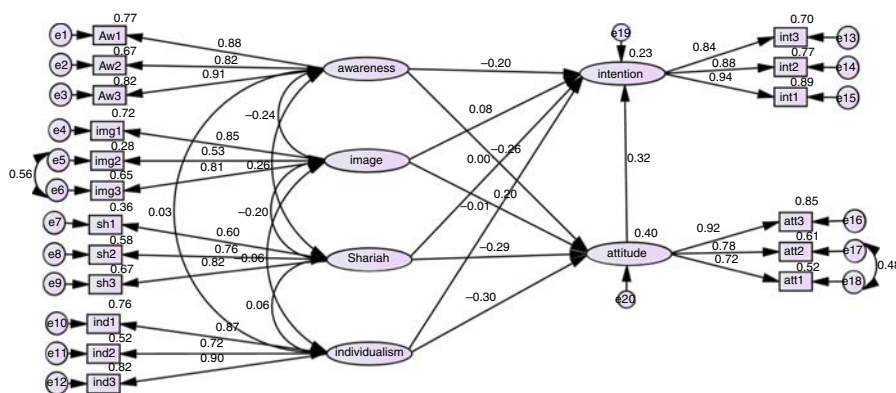 0.77
e1 Aw1
0.88
0.67
e2 Aw2
0.82
0.82
e3 Aw3
0.91
awareness
−0.20
e19
0.23
intention
0.84
0.70
int3 e13
0.88
0.77
int2 e14
0.94
0.89
int1 e15
−0.24
0.08
0.72
e4 img1
0.85
0.28
e5 img2
0.53
0.56
0.65
e6 img3
0.81
0.26
image
0.00
−0.26
0.32
0.20
−0.01
0.36
e7 sh1
0.60
0.03
−0.20
0.58
e8 sh2
0.76
0.67
e9 sh3
0.82
−0.06
Shariah
−0.29
0.40
attitude
e20
0.92
0.85
att3 e16
0.78
0.61
att2 e17
0.72
0.52
att1 e18
0.48
0.06
−0.30
0.76
e10 ind1
0.87
0.52
e11 ind2
0.72
0.82
e12 ind3
0.90
individualism